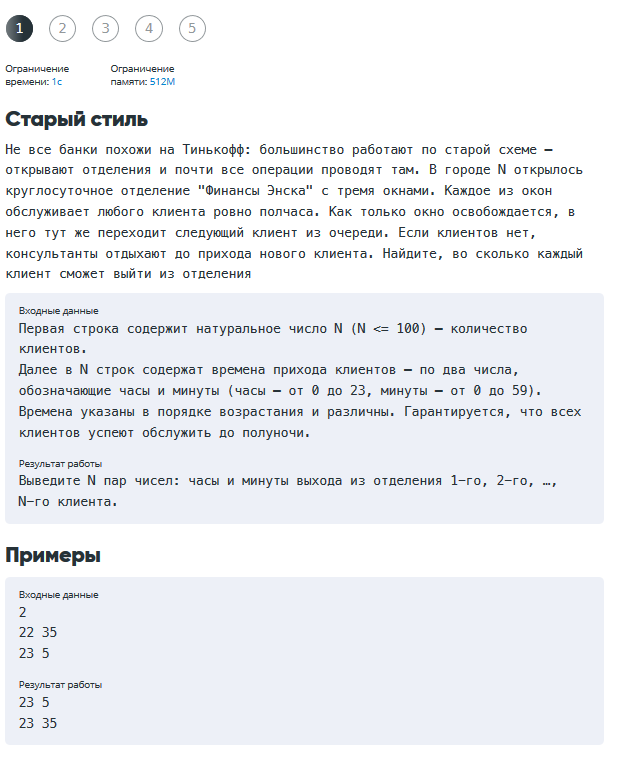 1 2 3 4 5
Ограничение Ограничение
времени: 1с памяти: 512M
Старый стиль
Не все банки похожи на Тинькофф: большинство работают по старой схеме —
открывают отделения и почти все операции проводят там. В городе N открылось
круглосуточное отделение "Финансы Энска" с тремя окнами. Каждое из окон
обслуживает любого клиента ровно полчаса. Как только окно освобождается, в
него тут же переходит следующий клиент из очереди. Если клиентов нет,
консультанты отдыхают до прихода нового клиента. Найдите, во сколько каждый
клиент сможет выйти из отделения
Входные данные
Первая строка содержит натуральное число N (N <= 100) — количество
клиентов.
Далее в N строк содержат времена прихода клиентов — по два числа,
обозначающие часы и минуты (часы — от 0 до 23, минуты — от 0 до 59).
Времена указаны в порядке возрастания и различны. Гарантируется, что всех
клиентов успеют обслужить до полуночи.
Результат работы
Выведите N пар чисел: часы и минуты выхода из отделения 1-го, 2-го, …,
N-го клиента.
Примеры
Входные данные
2
22 35
23 5
Результат работы
23 5
23 35